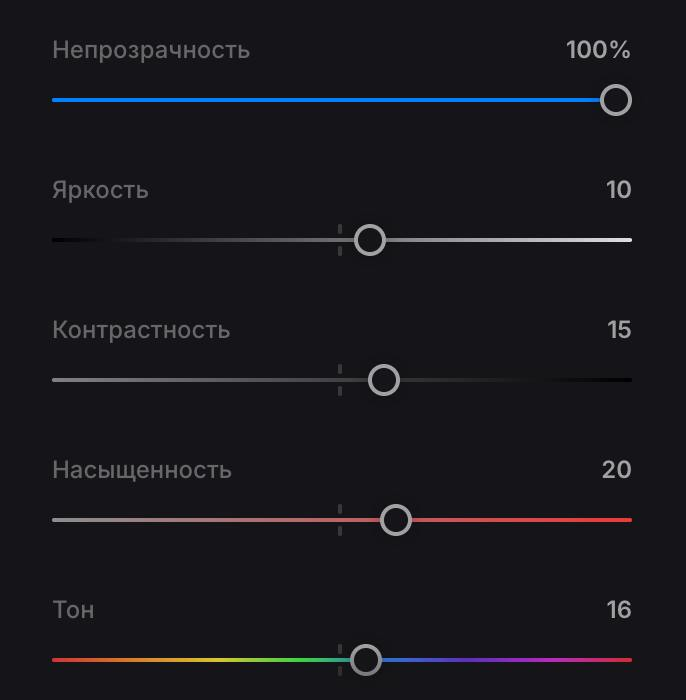 Непрозрачность 100%
Яркость 10
Контрастность 15
Насыщенность 20
Тон 16